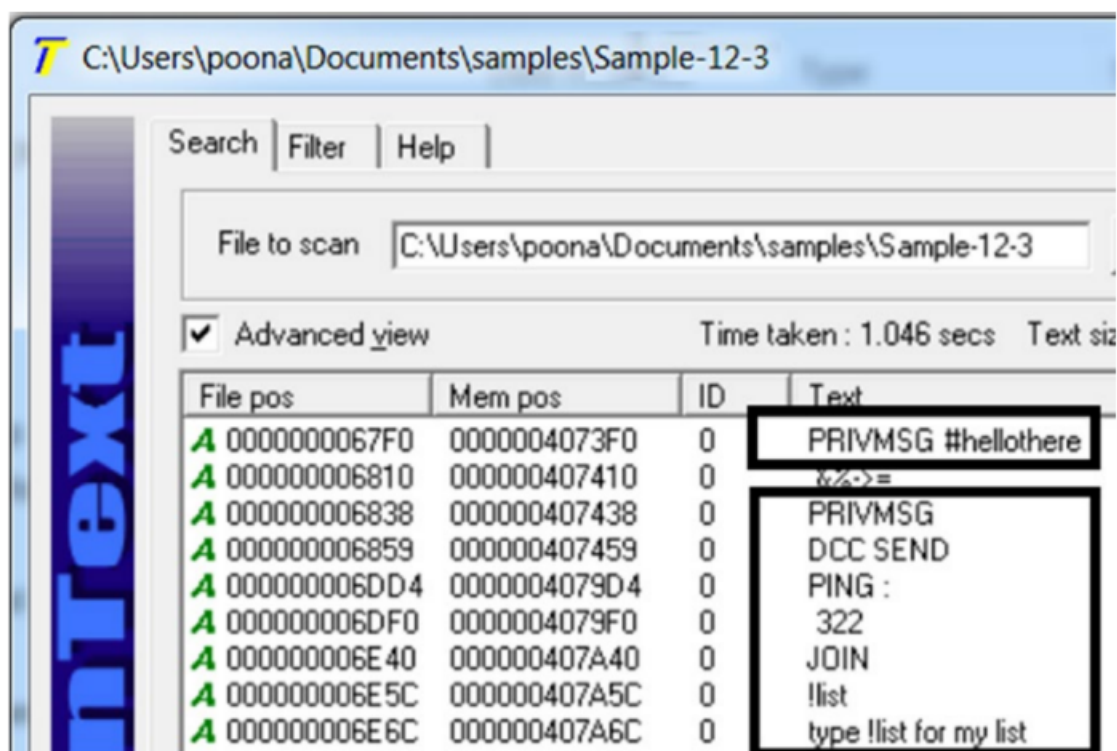 C:\Users\poona\Documents\samples\Sample-12-3
Search Filter Help
File to scan C:\Users\poona\Documents\samples\Sample-12-3
Advanced view Time taken : 1.046 secs Text siz
File pos Mem pos ID Text
A 0000000067F0 0000004073F0 0 PRIVMSG #hellothere
A 000000006810 000000407410 0 &%->=
A 000000006838 000000407438 0 PRIVMSG
A 000000006859 000000407459 0 DCC SEND
A 000000006DD4 0000004079D4 0 PING :
A 000000006DF0 0000004079F0 0 322
A 000000006E40 000000407A40 0 JOIN
A 000000006E5C 000000407A5C 0 !list
A 000000006E6C 000000407A6C 0 type !list for my list
nText